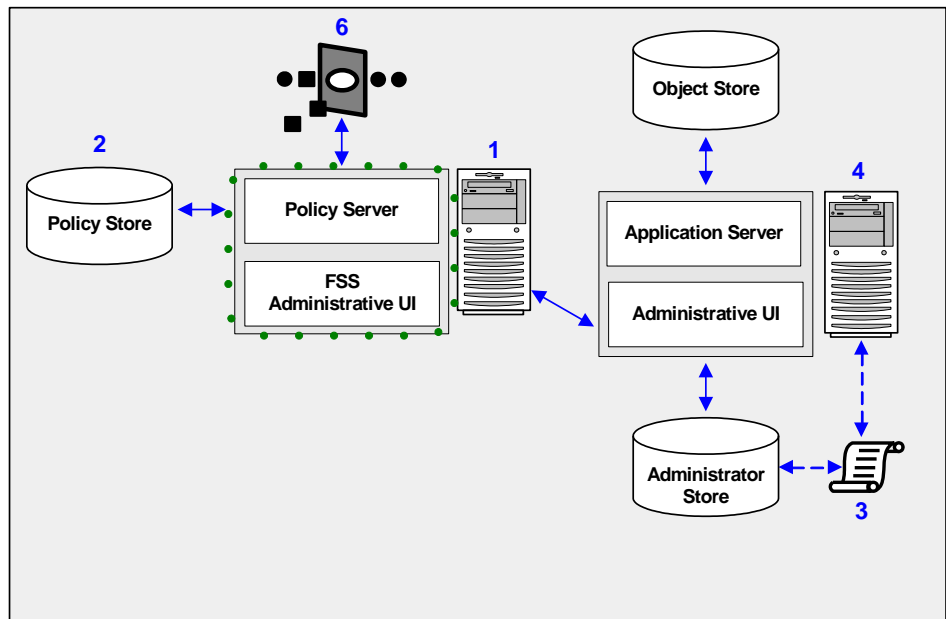 6
Object Store
2
1
4
Policy Store
Policy Server
Application Server
FSS
Administrative UI
Administrative UI
Administrator
Store
3